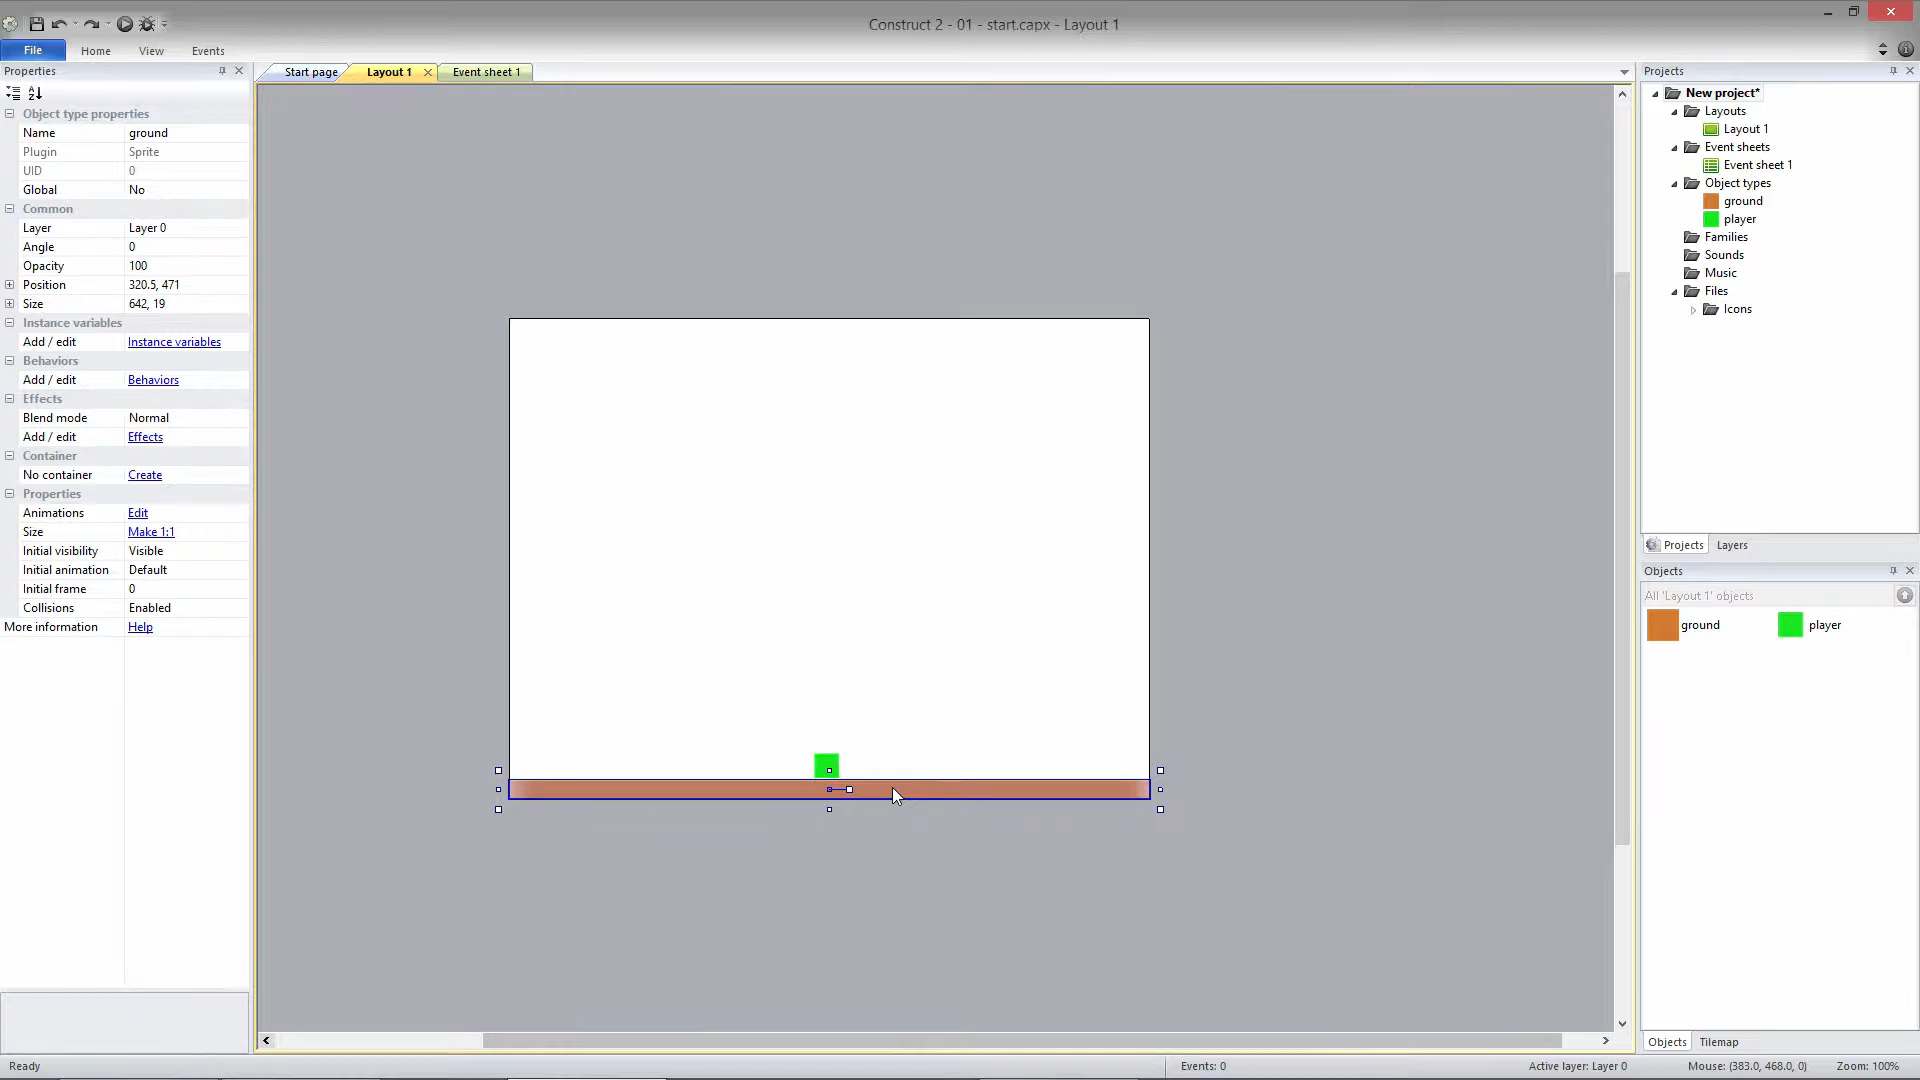 Construct 2 - 01 - start.capx - Layout 1
File Home View Events
Properties
Start page Layout 1 Event sheet 1
Projects
Object type properties
Name ground
Plugin Sprite
UID 0
Global No
Common
Layer Layer 0
Angle 0
Opacity 100
Position 320.5, 471
Size 642, 19
Instance variables
Add / edit Instance variables
Behaviors
Add / edit Behaviors
Effects
Blend mode Normal
Add / edit Effects
Container
No container Create
Properties
Animations Edit
Size Make 1:1
Initial visibility Visible
Initial animation Default
Initial frame 0
Collisions Enabled
More information Help
New project*
Layouts
Layout 1
Event sheets
Event sheet 1
Object types
ground
player
Families
Sounds
Music
Files
Icons
Projects Layers
Objects
All 'Layout 1' objects
ground player
Objects Tilemap
Ready Events: 0 Active layer: Layer 0 Mouse: (383.0, 468.0, 0) Zoom: 100%